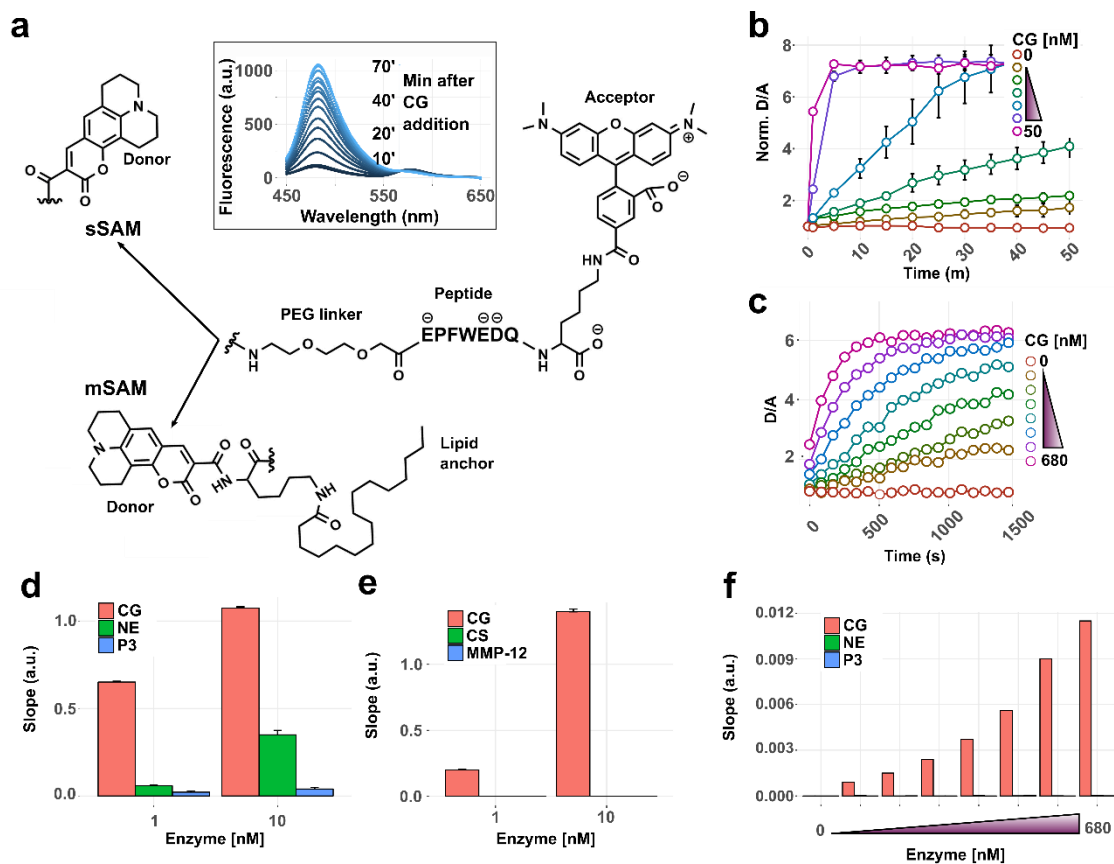 a
Donor
sSAM
Fluorescence (a.u.)
1000
500
0
450
550
650
Wavelength (nm)
70'
40'
20'
10'
Min after
CG
addition
Acceptor
N
O
N
⊕
O
⊖
O
O
HN
PEG linker
Peptide
⊖
⊖⊖
N
H
O
O
O
EPFWEDQ
N
H
O
O
⊖
mSAM
N
O
O
O
HN
O
NH
O
Donor
Lipid
anchor
N
O
O
O
b
Norm. D/A
8
6
4
2
0
10
20
30
40
50
Time (m)
CG [nM]
0
50
c
D/A
6
4
2
0
500
1000
1500
Time (s)
CG [nM]
0
680
d
Slope (a.u.)
1.0
0.5
0.0
CG
NE
P3
1
10
Enzyme [nM]
e
Slope (a.u.)
1.0
0.5
0.0
CG
CS
MMP-12
1
10
Enzyme [nM]
f
Slope (a.u.)
0.012
0.009
0.006
0.003
0.000
CG
NE
P3
0
680
Enzyme [nM]